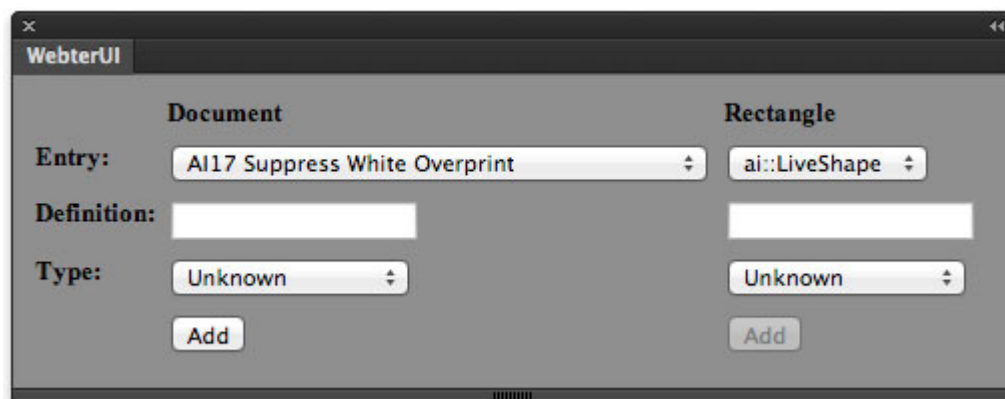 WebterUI
Document Rectangle
Entry: AI17 Suppress White Overprint ai::LiveShape
Definition:
Type: Unknown Unknown
Add Add